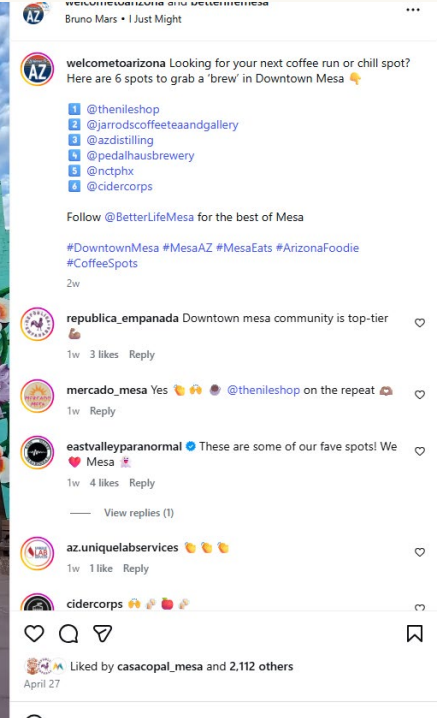 welcometoarizona and betterlifemesa
Bruno Mars • I Just Might
AZ
welcometoarizona Looking for your next coffee run or chill spot?
Here are 6 spots to grab a ‘brew’ in Downtown Mesa 👇
1️⃣ @thenileshop
2️⃣ @jarrodscoffeeteaandgallery
3️⃣ @azdistilling
4️⃣ @pedalhausbrewery
5️⃣ @nctphx
6️⃣ @cidercorps
Follow @BetterLifeMesa for the best of Mesa
#DowntownMesa #MesaAZ #MesaEats #ArizonaFoodie
#CoffeeSpots
2w
republica_empanada Downtown mesa community is top-tier
💪🏽
1w 3 likes Reply
mercado_mesa Yes 👏 🙌 @thenileshop on the repeat 🫶🏽
1w Reply
eastvalleyparanormal These are some of our fave spots! We
❤️ Mesa 👻
1w 4 likes Reply
View replies (1)
az.uniquelabservices 👏 👏 👏
1w 1 like Reply
cidercorps 🙌 🍻 🍎 🍻
Liked by casacopal_mesa and 2,112 others
April 27